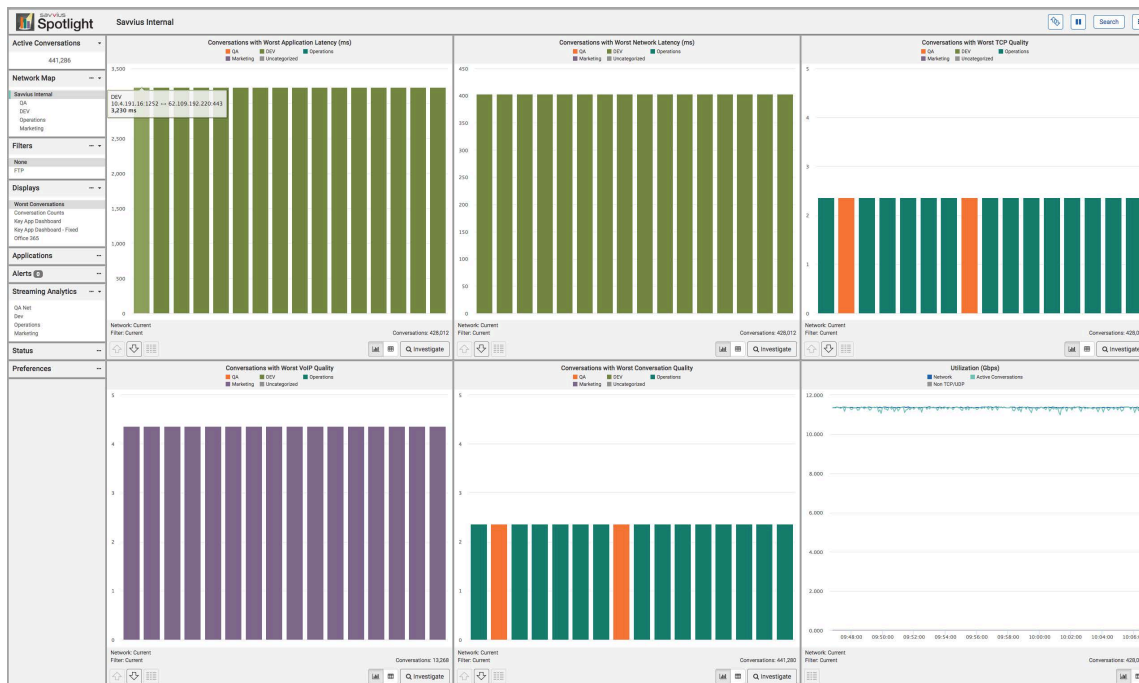 savvius
Spotlight
Savvius Internal
Search
Active Conversations
441,286
Network Map
Savvius Internal
QA
DEV
Operations
Marketing
Filters
None
FTP
Displays
Worst Conversations
Conversation Counts
Key App Dashboard
Key App Dashboard - Fixed
Office 365
Applications
Alerts 0
Streaming Analytics
QA Net
Dev
Operations
Marketing
Status
Preferences
Conversations with Worst Application Latency (ms)
QA DEV Operations
Marketing Uncategorized
3,500
DEV
10.4.191.16:1252 ↔ 62.109.192.220:443
3,230 ms
2,500
2,000
1,500
1,000
500
0
Network: Current
Filter: Current
Conversations: 428,012
Investigate
Conversations with Worst Network Latency (ms)
QA DEV Operations
Marketing Uncategorized
450
400
350
300
250
200
150
100
50
0
Network: Current
Filter: Current
Conversations: 428,012
Investigate
Conversations with Worst TCP Quality
QA DEV Operations
Marketing Uncategorized
5
4
3
2
1
0
Network: Current
Filter: Current
Conversations: 428,0
Investigate
Conversations with Worst VoIP Quality
QA DEV Operations
Marketing Uncategorized
5
4
3
2
1
0
Network: Current
Filter: Current
Conversations: 13,268
Investigate
Conversations with Worst Conversation Quality
QA DEV Operations
Marketing Uncategorized
5
4
3
2
1
0
Network: Current
Filter: Current
Conversations: 441,280
Investigate
Utilization (Gbps)
Network Active Conversations
Non TCP/UDP
12.000
10.000
8.000
6.000
4.000
2.000
0.000
09:48:00 09:50:00 09:52:00 09:54:00 09:56:00 09:58:00 10:00:00 10:02:00 10:04:00 10:06:
Network: Current
Filter: Current
Conversations: 428,0